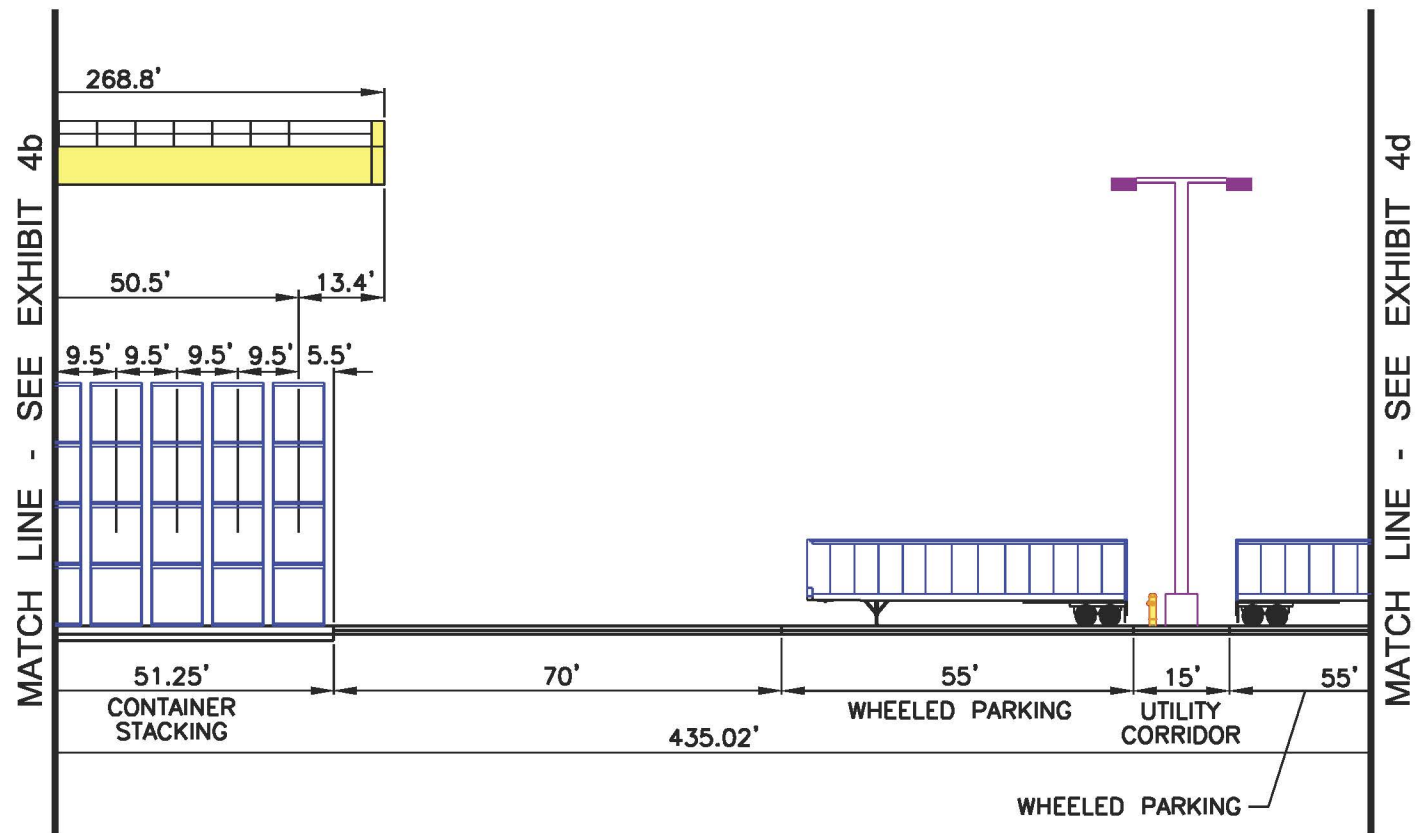 MATCH LINE - SEE EXHIBIT 4b
268.8'
50.5'
13.4'
9.5' 9.5' 9.5' 9.5' 5.5'
51.25'
CONTAINER
STACKING
70'
55'
WHEELED PARKING
15'
UTILITY
CORRIDOR
55'
435.02'
WHEELED PARKING
MATCH LINE - SEE EXHIBIT 4d